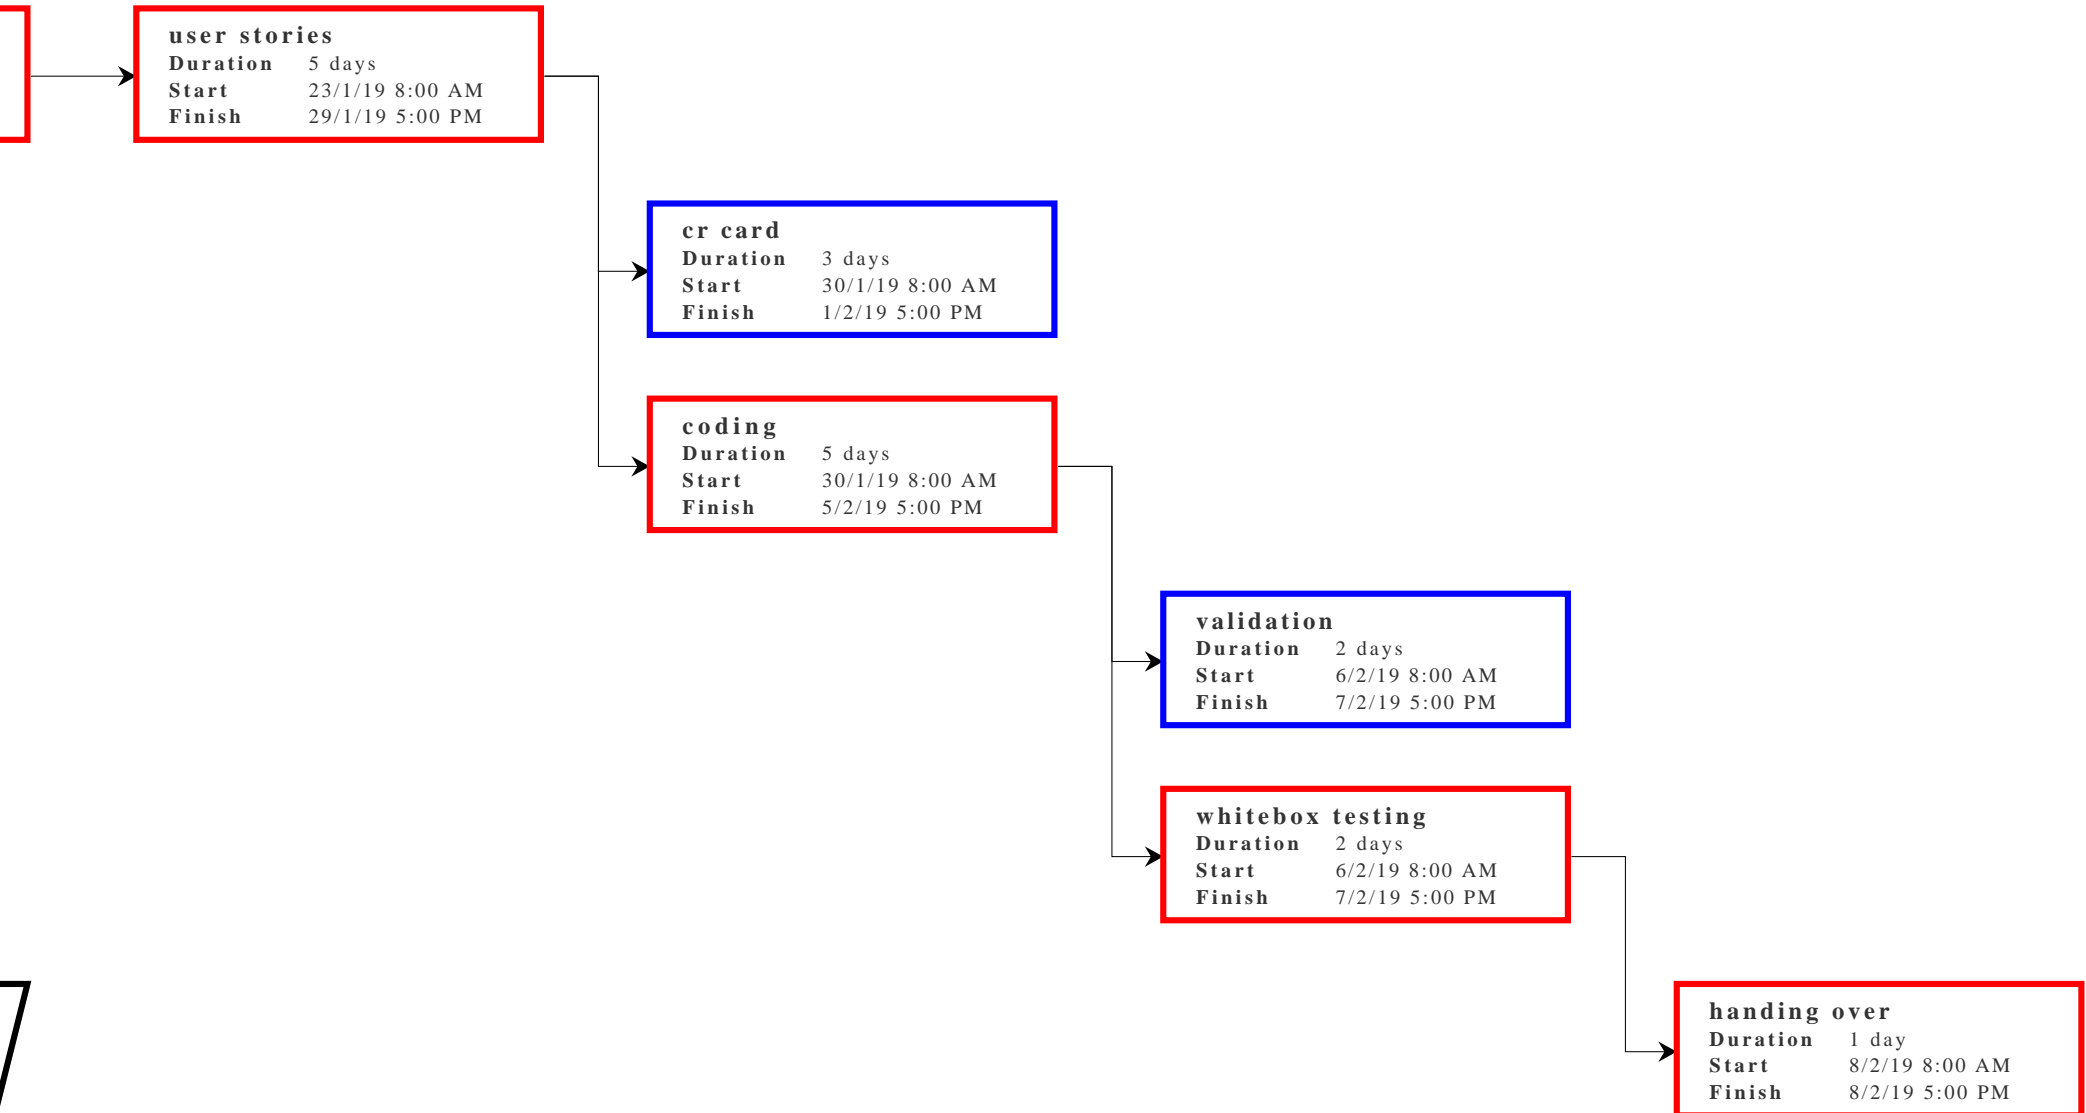 user stories
Duration 5 days
Start 23/1/19 8:00 AM
Finish 29/1/19 5:00 PM
cr card
Duration 3 days
Start 30/1/19 8:00 AM
Finish 1/2/19 5:00 PM
coding
Duration 5 days
Start 30/1/19 8:00 AM
Finish 5/2/19 5:00 PM
validation
Duration 2 days
Start 6/2/19 8:00 AM
Finish 7/2/19 5:00 PM
whitebox testing
Duration 2 days
Start 6/2/19 8:00 AM
Finish 7/2/19 5:00 PM
handing over
Duration 1 day
Start 8/2/19 8:00 AM
Finish 8/2/19 5:00 PM